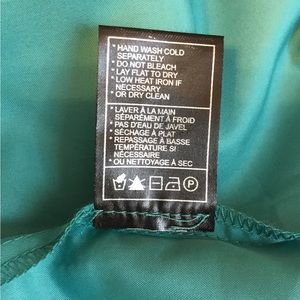 * HAND WASH COLD
SEPARATELY
* DO NOT BLEACH
* LAY FLAT TO DRY
* LOW HEAT IRON IF
NECESSARY
* OR DRY CLEAN
* LAVER À LA MAIN
SÉPARÉMENT À FROID
* PAS D'EAU DE JAVEL
* SÉCHAGE À PLAT
* REPASSAGE À BASSE
TEMPÉRATURE SI
NÉCESSAIRE
* OU NETTOYAGE À SEC
P